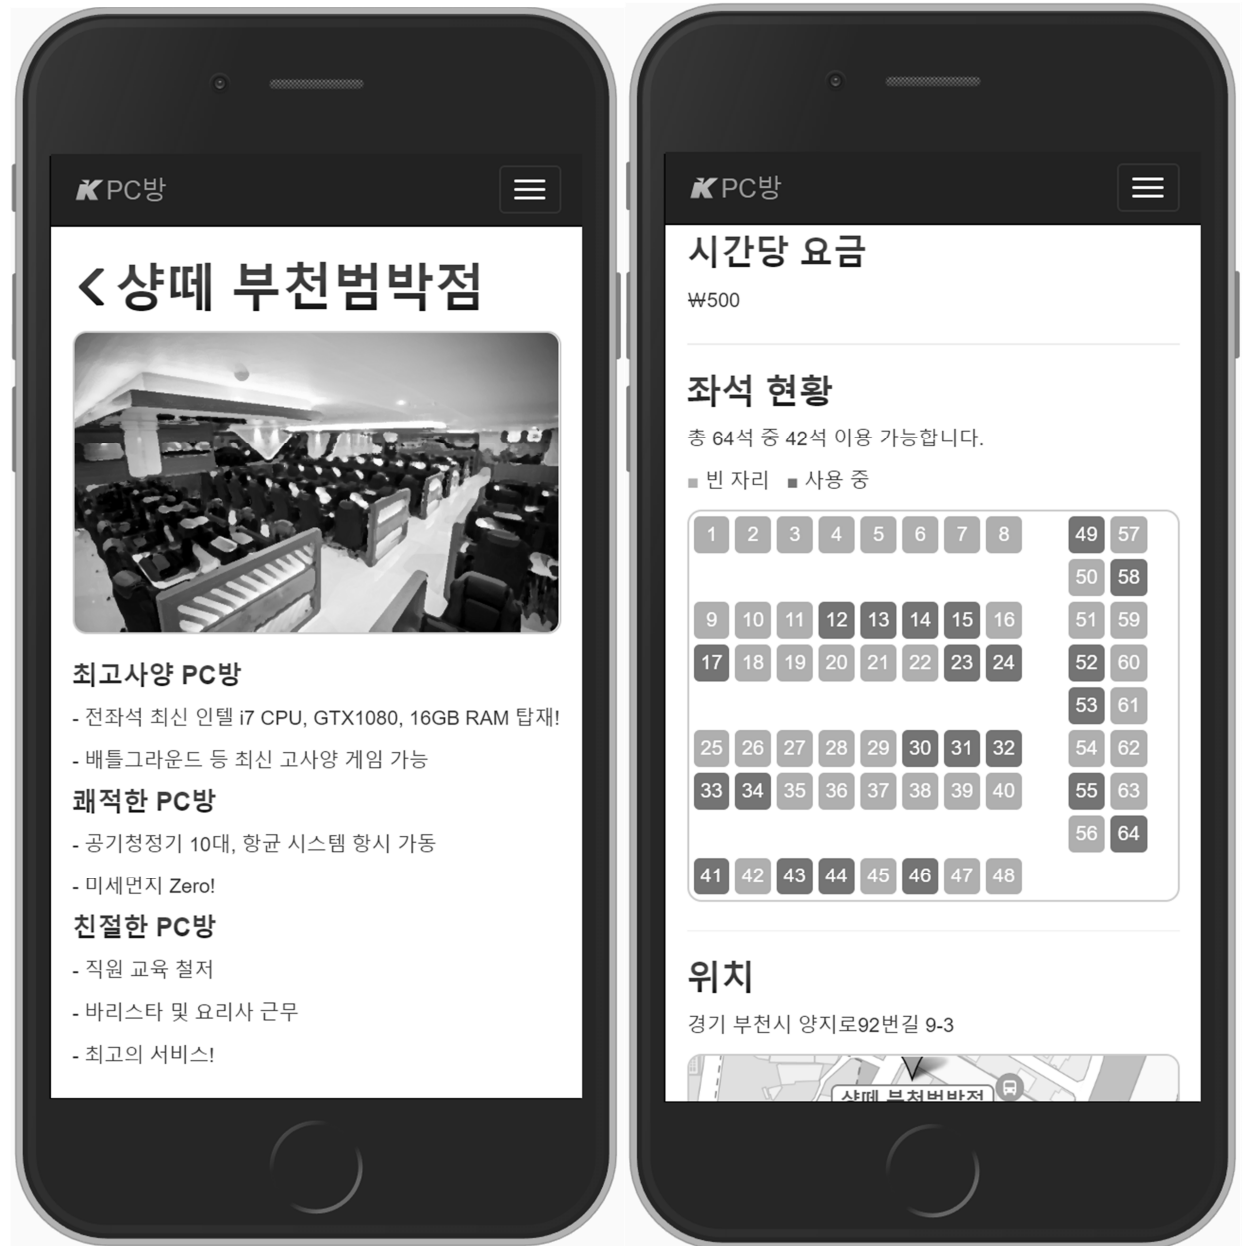 K PC방
샹떼 부천범박점
최고사양 PC방
- 전좌석 최신 인텔 i7 CPU, GTX1080, 16GB RAM 탑재!
- 배틀그라운드 등 최신 고사양 게임 가능
쾌적한 PC방
- 공기청정기 10대, 항균 시스템 항시 가동
- 미세먼지 Zero!
친절한 PC방
- 직원 교육 철저
- 바리스타 및 요리사 근무
- 최고의 서비스!
K PC방
시간당 요금
₩500
좌석 현황
총 64석 중 42석 이용 가능합니다.
빈 자리 사용 중
1 2 3 4 5 6 7 8 49 57
50 58
9 10 11 12 13 14 15 16 51 59
17 18 19 20 21 22 23 24 52 60
53 61
25 26 27 28 29 30 31 32 54 62
33 34 35 36 37 38 39 40 55 63
56 64
41 42 43 44 45 46 47 48
위치
경기 부천시 양지로92번길 9-3
샹떼 부천범박점